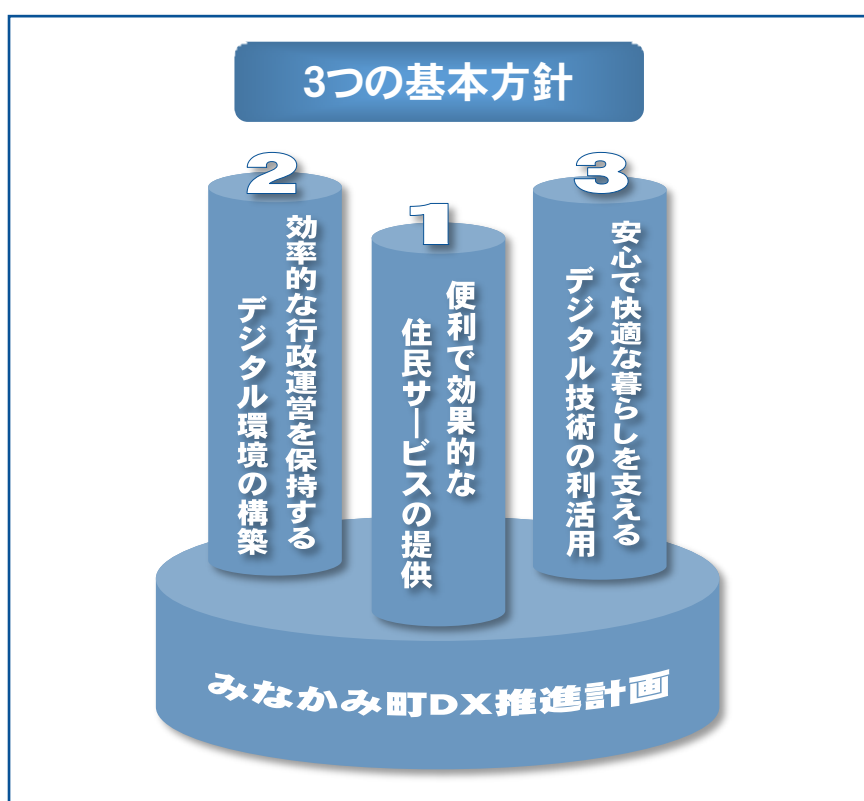 3つの基本方針
1
便利で効果的な
住民サービスの提供
2
効率的な行政運営を保持する
デジタル環境の構築
3
安心で快適な暮らしを支える
デジタル技術の利活用
みなかみ町DX推進計画